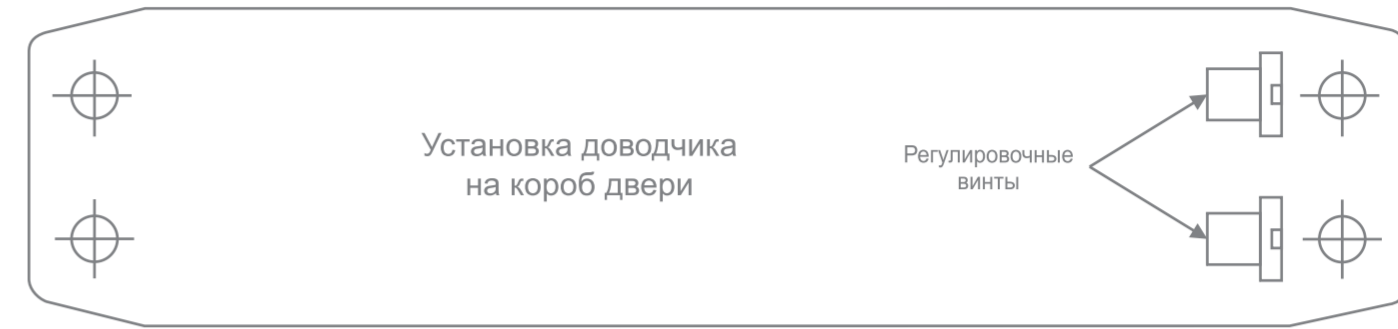 Установка доводчика
на короб двери
Регулировочные
винты